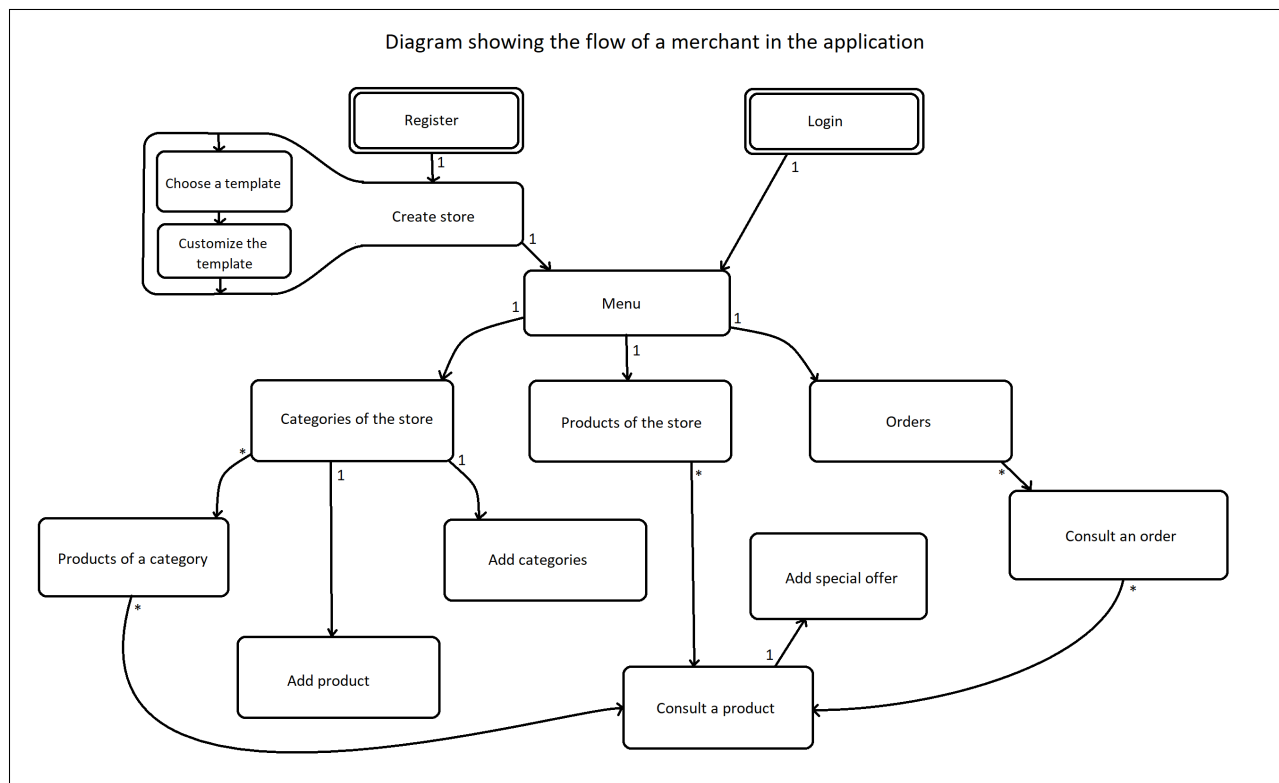 Diagram showing the flow of a merchant in the application
Register
Login
1
1
Choose a template
Create store
Customize the
template
1
Menu
1
1
1
Categories of the store
Products of the store
Orders
*
1
1
*
*
Products of a category
Add categories
Add special offer
Consult an order
*
*
1
Add product
Consult a product